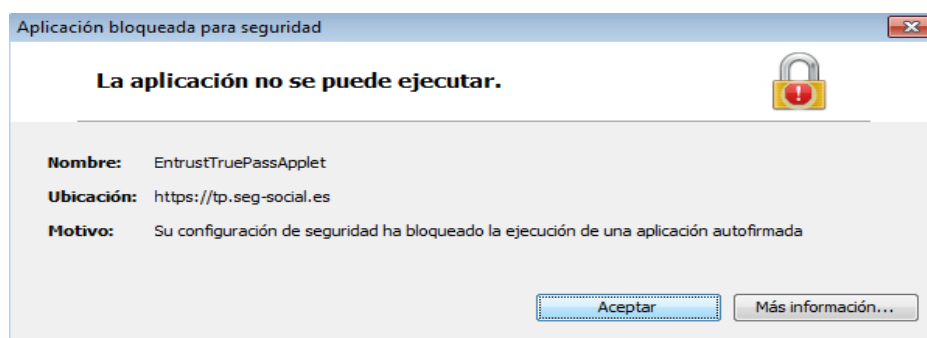 Aplicación bloqueada para seguridad
La aplicación no se puede ejecutar.
Nombre: EntrustTruePassApplet
Ubicación: https://tp.seg-social.es
Motivo: Su configuración de seguridad ha bloqueado la ejecución de una aplicación autofirmada
Aceptar Más información...